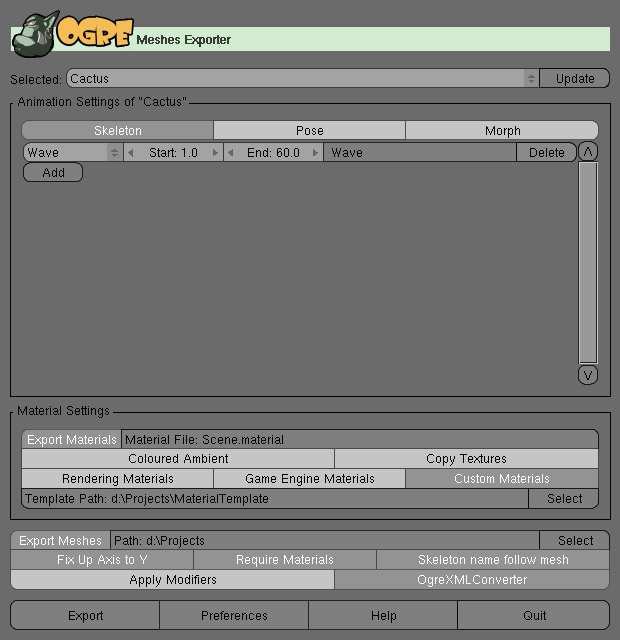 OGRE Meshes Exporter
Selected: Cactus Update
Animation Settings of "Cactus"
Skeleton Pose Morph
Wave Start: 1.0 End: 60.0 Wave Delete
Add
Material Settings
Export Materials Material File: Scene.material
Coloured Ambient Copy Textures
Rendering Materials Game Engine Materials Custom Materials
Template Path: d:\Projects\MaterialTemplate Select
Export Meshes Path: d:\Projects Select
Fix Up Axis to Y Require Materials Skeleton name follow mesh
Apply Modifiers OgreXMLConverter
Export Preferences Help Quit